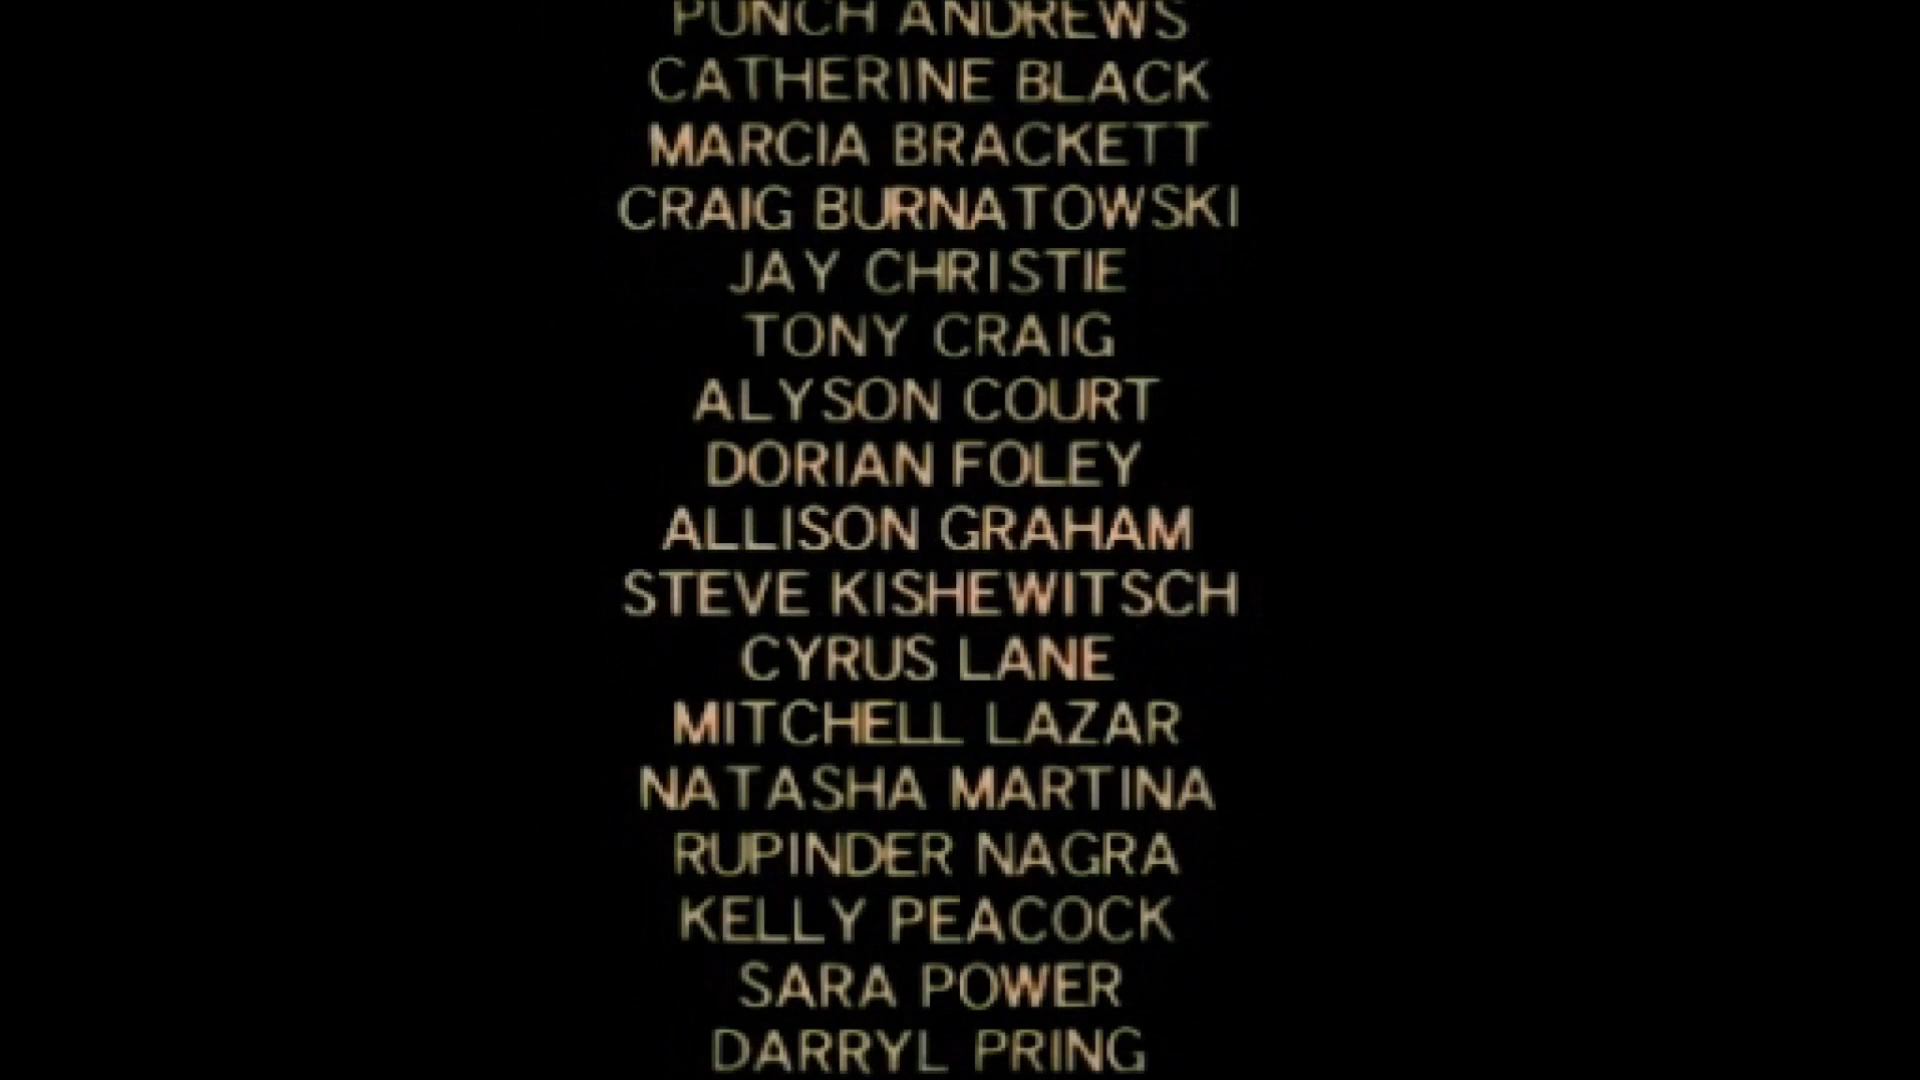 PUNCH ANDREWS
CATHERINE BLACK
MARCIA BRACKETT
CRAIG BURNATOWSKI
JAY CHRISTIE
TONY CRAIG
ALYSON COURT
DORIAN FOLEY
ALLISON GRAHAM
STEVE KISHEWITSCH
CYRUS LANE
MITCHELL LAZAR
NATASHA MARTINA
RUPINDER NAGRA
KELLY PEACOCK
SARA POWER
DARRYL PRING